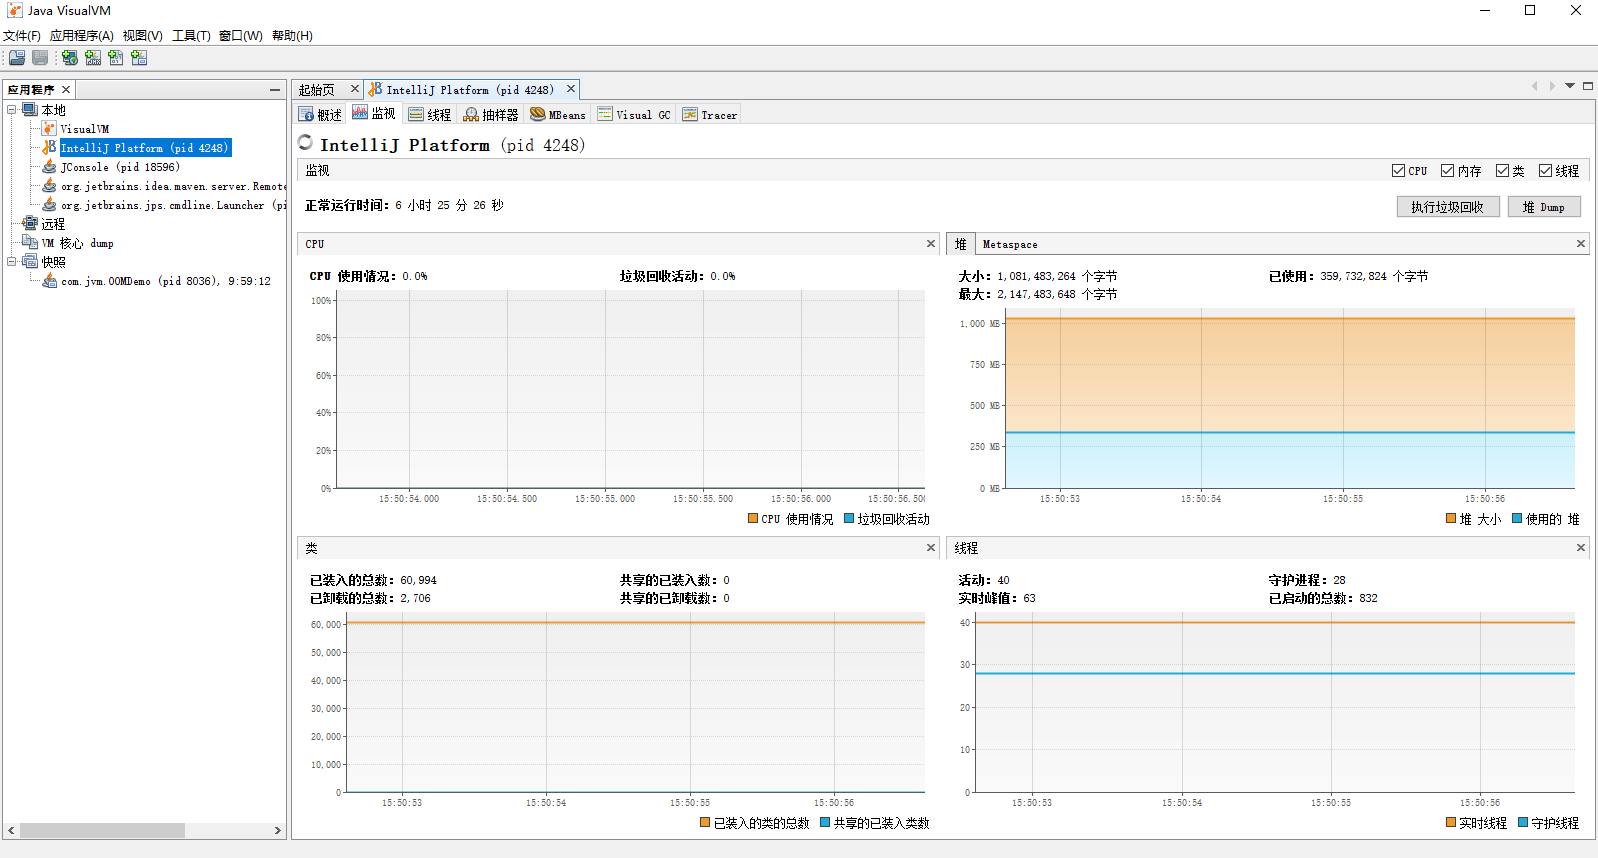 Java VisualVM
文件(F) 应用程序(A) 视图(V) 工具(T) 窗口(W) 帮助(H)
应用程序
本地
VisualVM
IntelliJ Platform (pid 4248)
JConsole (pid 18596)
org.jetbrains.idea.maven.server.Remote
org.jetbrains.jps.cmdline.Launcher (pi
远程
VM 核心 dump
快照
com.jvm.OOMDemo (pid 8036), 9:59:12
起始页 IntelliJ Platform (pid 4248)
概述 监视 线程 抽样器 MBeans Visual GC Tracer
IntelliJ Platform (pid 4248)
监视 CPU 内存 类 线程
正常运行时间: 6 小时 25 分 26 秒 执行垃圾回收 堆 Dump
CPU
CPU 使用情况: 0.0% 垃圾回收活动: 0.0%
100%
80%
60%
40%
20%
0%
15:50:54.000 15:50:54.500 15:50:55.000 15:50:55.500 15:50:56.000 15:50:56.500
CPU 使用情况 垃圾回收活动
堆 Metaspace
大小: 1,081,483,264 个字节 已使用: 359,732,824 个字节
最大: 2,147,483,648 个字节
1,000 MB
750 MB
500 MB
250 MB
0 MB
15:50:53 15:50:54 15:50:55 15:50:56
堆 大小 使用的 堆
类
已装入的总数: 60,994 共享的已装入数: 0
已卸载的总数: 2,706 共享的已卸载数: 0
60,000
50,000
40,000
30,000
20,000
10,000
0
15:50:53 15:50:54 15:50:55 15:50:56
已装入的类的总数 共享的已装入类数
线程
活动: 40 守护进程: 28
实时峰值: 63 已启动的总数: 832
40
30
20
10
0
15:50:53 15:50:54 15:50:55 15:50:56
实时线程 守护线程